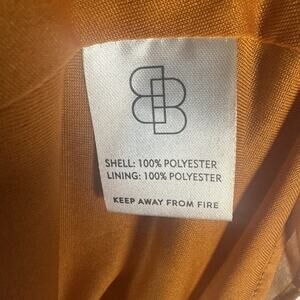 SHELL: 100% POLYESTER
LINING: 100% POLYESTER
KEEP AWAY FROM FIRE